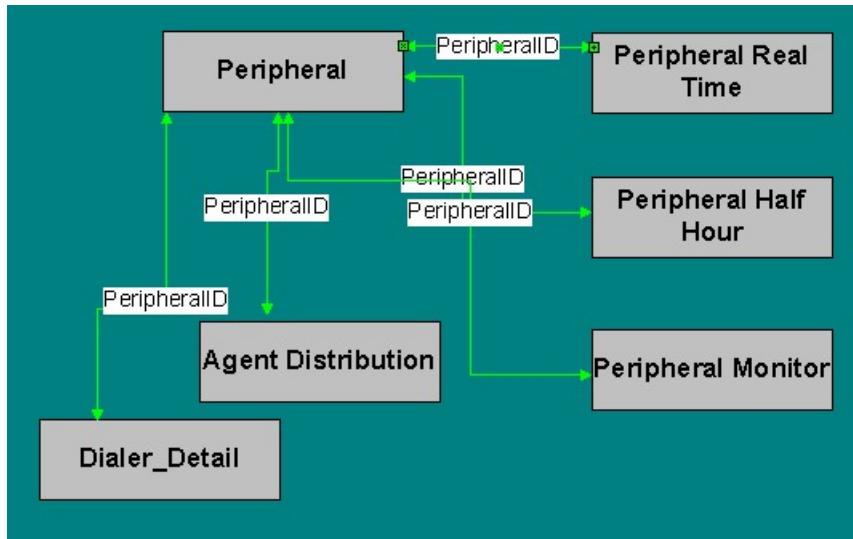 Peripheral
PeripheralID
Peripheral Real
Time
PeripheralID
PeripheralID
PeripheralID
Peripheral Half
Hour
PeripheralID
Agent Distribution
Peripheral Monitor
Dialer_Detail